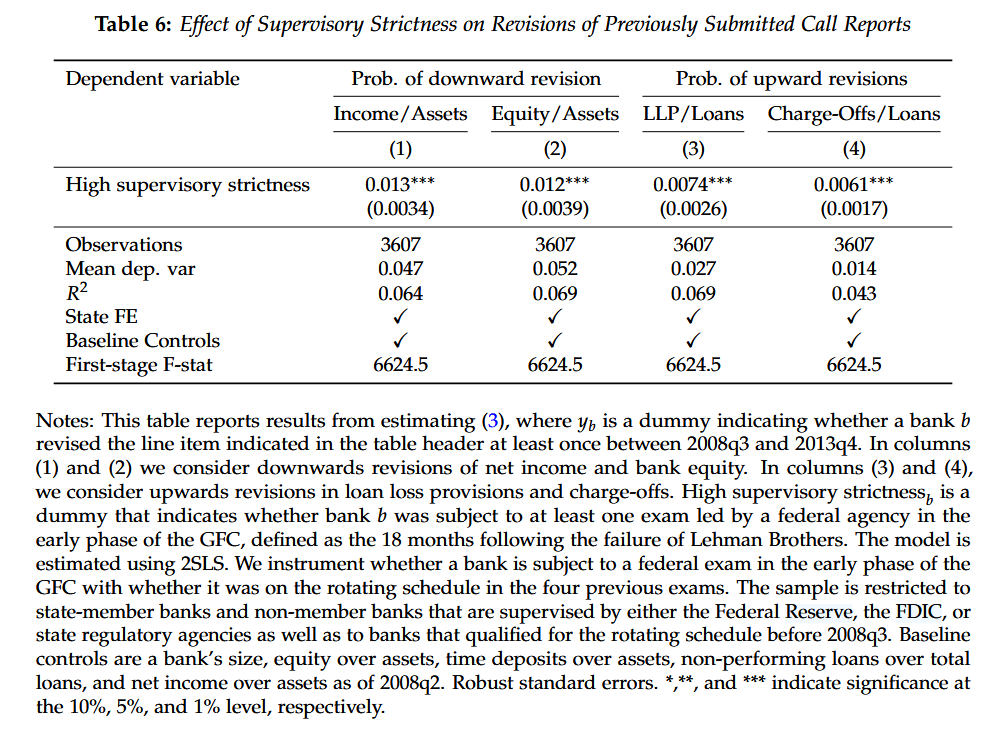 Table 6: Effect of Supervisory Strictness on Revisions of Previously Submitted Call Reports
Dependent variable Prob. of downward revision Prob. of upward revisions
Income/Assets Equity/Assets LLP/Loans Charge-Offs/Loans
(1) (2) (3) (4)
High supervisory strictness 0.013*** 0.012*** 0.0074*** 0.0061***
(0.0034) (0.0039) (0.0026) (0.0017)
Observations 3607 3607 3607 3607
Mean dep. var 0.047 0.052 0.027 0.014
R² 0.064 0.069 0.069 0.043
State FE ✓ ✓ ✓ ✓
Baseline Controls ✓ ✓ ✓ ✓
First-stage F-stat 6624.5 6624.5 6624.5 6624.5
Notes: This table reports results from estimating (3), where y_b is a dummy indicating whether a bank b
revised the line item indicated in the table header at least once between 2008q3 and 2013q4. In columns
(1) and (2) we consider downwards revisions of net income and bank equity. In columns (3) and (4),
we consider upwards revisions in loan loss provisions and charge-offs. High supervisory strictness_b is a
dummy that indicates whether bank b was subject to at least one exam led by a federal agency in the
early phase of the GFC, defined as the 18 months following the failure of Lehman Brothers. The model is
estimated using 2SLS. We instrument whether a bank is subject to a federal exam in the early phase of the
GFC with whether it was on the rotating schedule in the four previous exams. The sample is restricted to
state-member banks and non-member banks that are supervised by either the Federal Reserve, the FDIC, or
state regulatory agencies as well as to banks that qualified for the rotating schedule before 2008q3. Baseline
controls are a bank's size, equity over assets, time deposits over assets, non-performing loans over total
loans, and net income over assets as of 2008q2. Robust standard errors. *,**, and *** indicate significance at
the 10%, 5%, and 1% level, respectively.